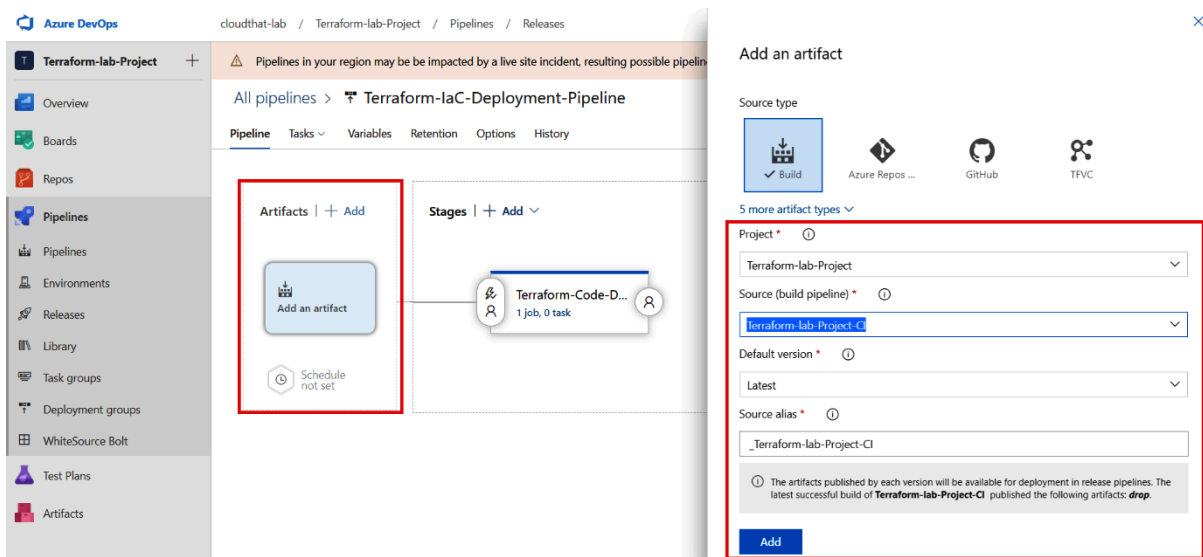 Azure DevOps
cloudthat-lab / Terraform-lab-Project / Pipelines / Releases
T Terraform-lab-Project
Overview
Boards
Repos
Pipelines
Pipelines
Environments
Releases
Library
Task groups
Deployment groups
WhiteSource Bolt
Test Plans
Artifacts
Pipelines in your region may be be impacted by a live site incident, resulting possible pipelin
All pipelines > Terraform-IaC-Deployment-Pipeline
Pipeline Tasks Variables Retention Options History
Artifacts | + Add
Add an artifact
Schedule
not set
Stages | + Add
Terraform-Code-D...
1 job, 0 task
Add an artifact
Source type
Build
Azure Repos ...
GitHub
TFVC
5 more artifact types
Project *
Terraform-lab-Project
Source (build pipeline) *
Terraform-lab-Project-CI
Default version *
Latest
Source alias *
_Terraform-lab-Project-CI
The artifacts published by each version will be available for deployment in release pipelines. The
latest successful build of Terraform-lab-Project-CI published the following artifacts: drop.
Add